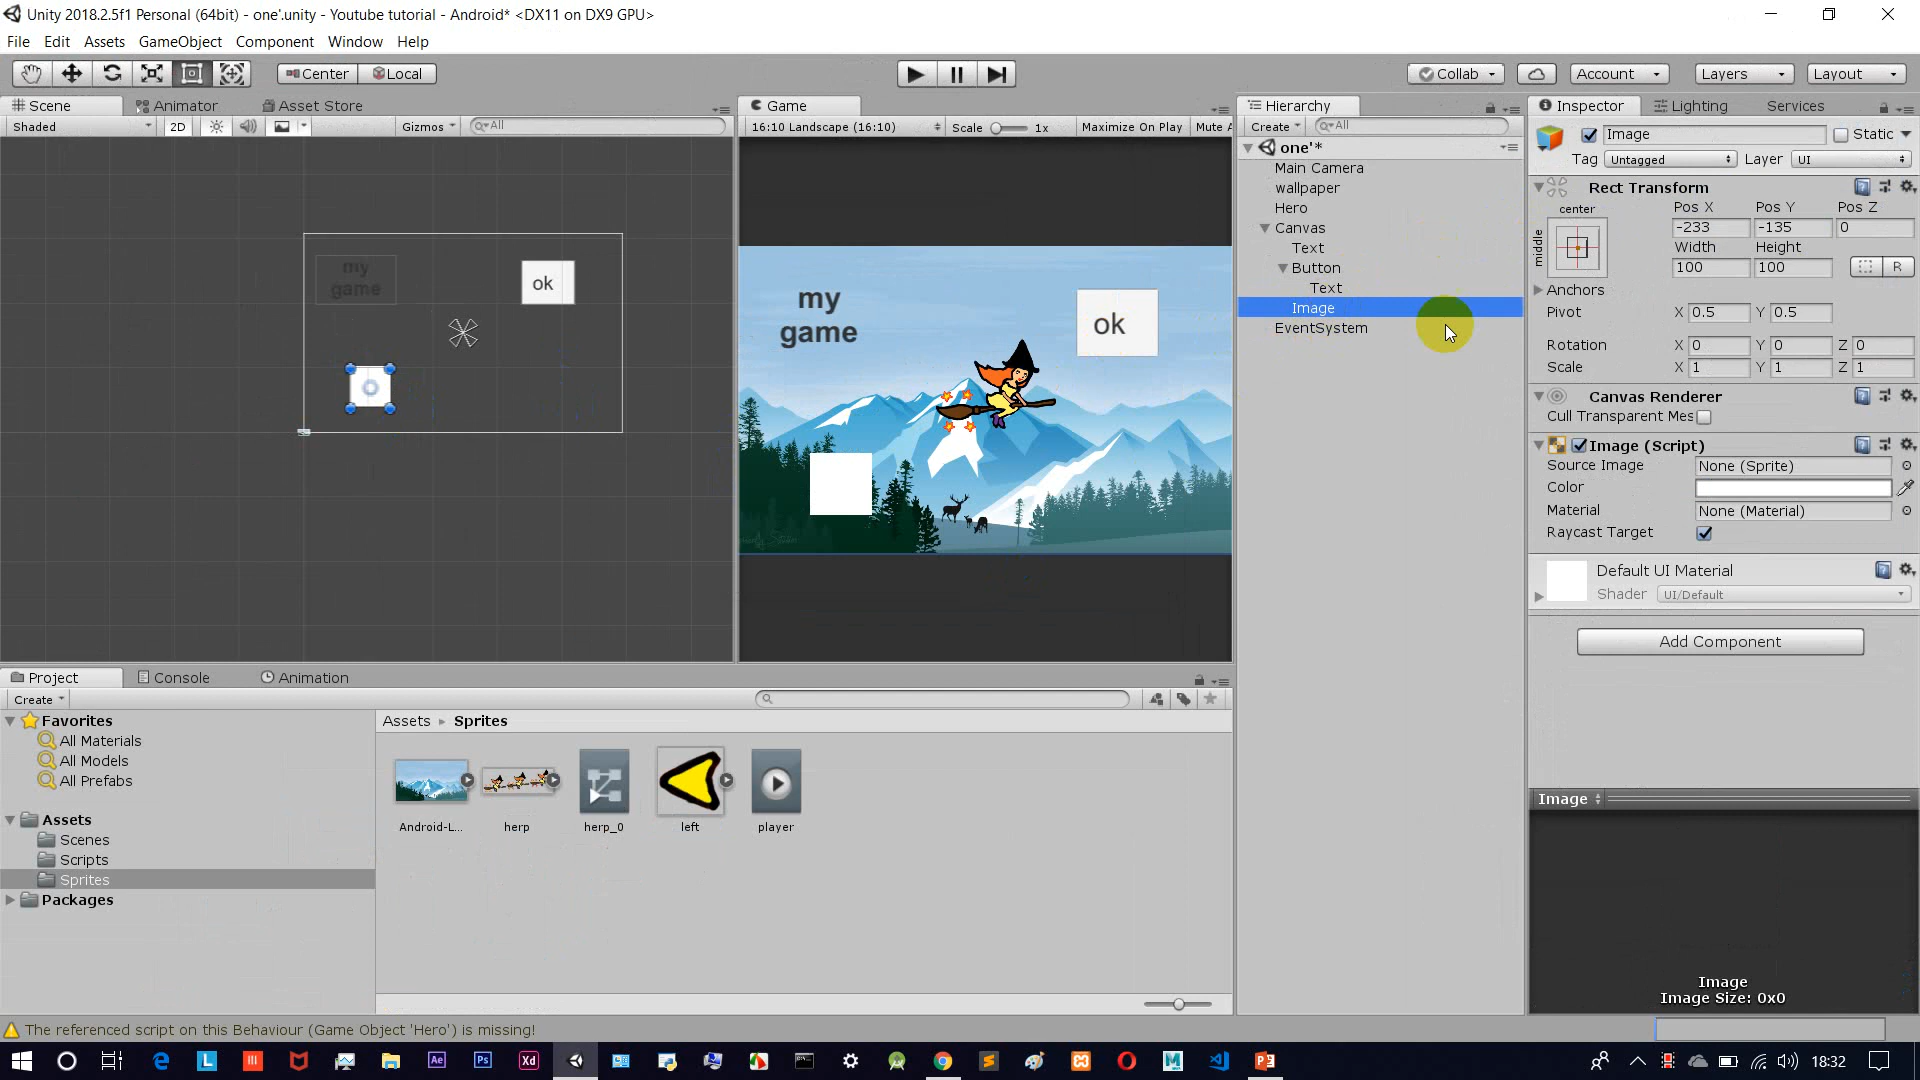 Unity 2018.2.5f1 Personal (64bit) - one'.unity - Youtube tutorial - Android* <DX11 on DX9 GPU>
File Edit Assets GameObject Component Window Help
Center Local Collab Account Layers Layout
Scene Animator Asset Store
Shaded 2D Gizmos All
my
game
ok
Game
16:10 Landscape (16:10) Scale 1x Maximize On Play Mute A
my
game
ok
Hierarchy
Create All
one'*
Main Camera
wallpaper
Hero
Canvas
Text
Button
Text
Image
EventSystem
Inspector Lighting Services
Image Static
Tag Untagged Layer UI
Rect Transform
center
middle
Pos X Pos Y Pos Z
-233 -135 0
Width Height
100 100 R
Anchors
Pivot X 0.5 Y 0.5
Rotation X 0 Y 0 Z 0
Scale X 1 Y 1 Z 1
Canvas Renderer
Cull Transparent Mes
Image (Script)
Source Image None (Sprite)
Color
Material None (Material)
Raycast Target
Default UI Material
Shader UI/Default
Add Component
Image
Image
Image Size: 0x0
Project Console Animation
Create
Favorites
All Materials
All Models
All Prefabs
Assets
Scenes
Scripts
Sprites
Packages
Assets Sprites
Android-L... herp herp_0 left player
The referenced script on this Behaviour (Game Object 'Hero') is missing!
L Ae Ps Xd
18:32